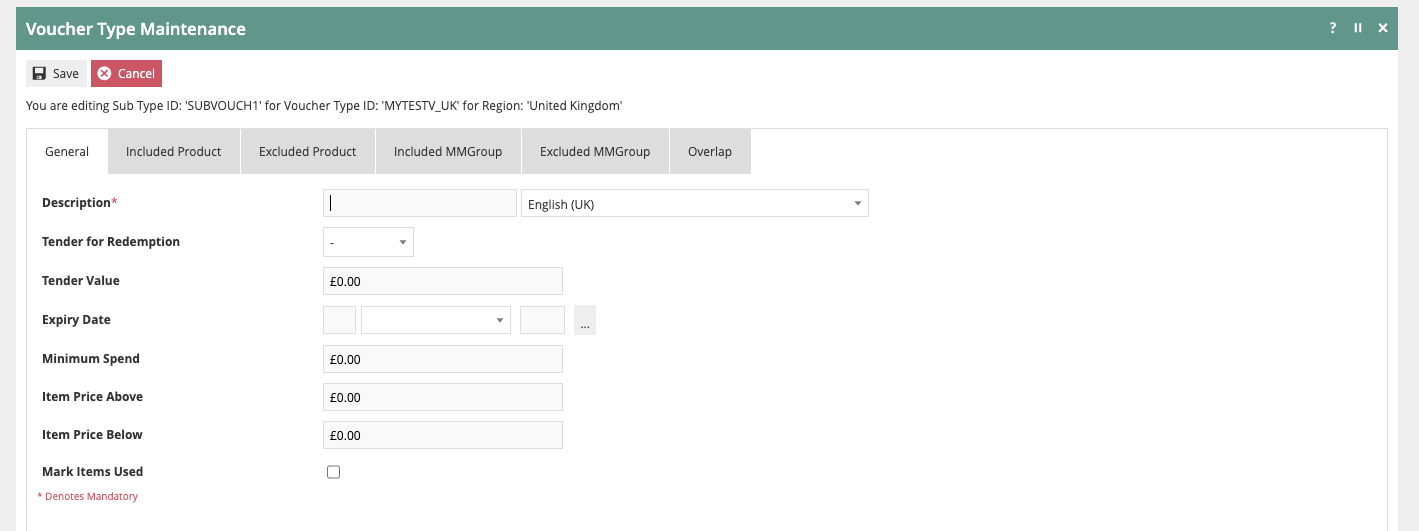 Voucher Type Maintenance ? II ×
Save Cancel
You are editing Sub Type ID: 'SUBVOUCH1' for Voucher Type ID: 'MYTESTV_UK' for Region: 'United Kingdom'
General Included Product Excluded Product Included MMGroup Excluded MMGroup Overlap
Description* English (UK)
Tender for Redemption -
Tender Value £0.00
Expiry Date ...
Minimum Spend £0.00
Item Price Above £0.00
Item Price Below £0.00
Mark Items Used
* Denotes Mandatory